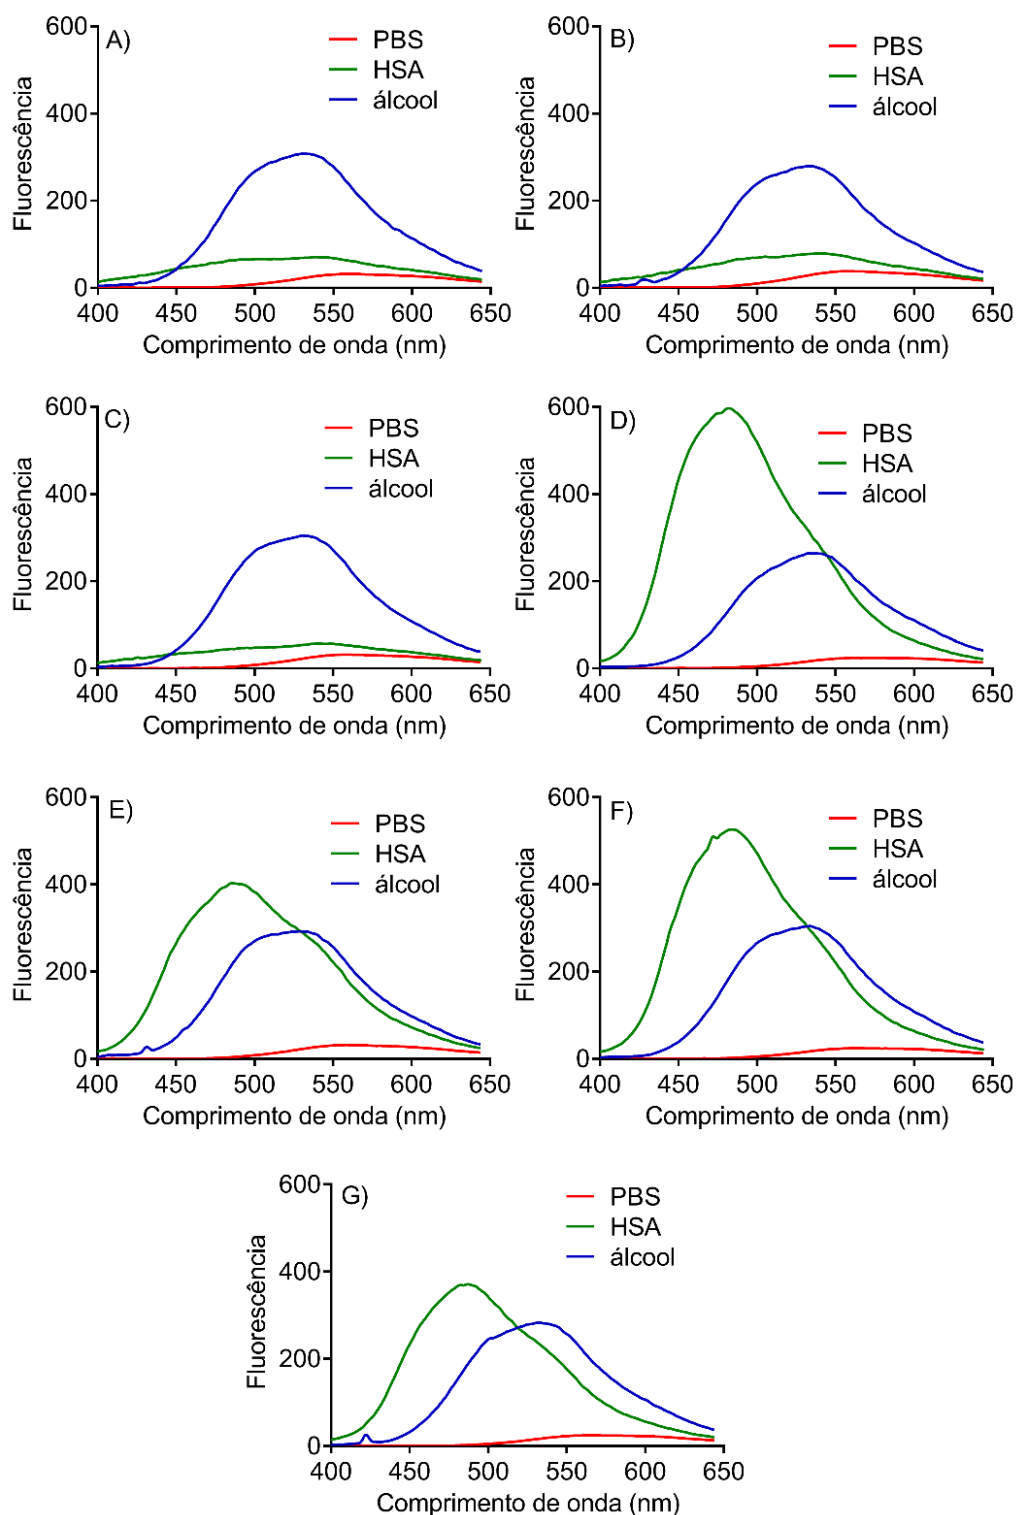 A)
PBS
HSA
álcool
Fluorescência
600
400
200
0
400 450 500 550 600 650
Comprimento de onda (nm)
B)
PBS
HSA
álcool
Fluorescência
600
400
200
0
400 450 500 550 600 650
Comprimento de onda (nm)
C)
PBS
HSA
álcool
Fluorescência
600
400
200
0
400 450 500 550 600 650
Comprimento de onda (nm)
D)
PBS
HSA
álcool
Fluorescência
600
400
200
0
400 450 500 550 600 650
Comprimento de onda (nm)
E)
PBS
HSA
álcool
Fluorescência
600
400
200
0
400 450 500 550 600 650
Comprimento de onda (nm)
F)
PBS
HSA
álcool
Fluorescência
600
400
200
0
400 450 500 550 600 650
Comprimento de onda (nm)
G)
PBS
HSA
álcool
Fluorescência
600
400
200
0
400 450 500 550 600 650
Comprimento de onda (nm)